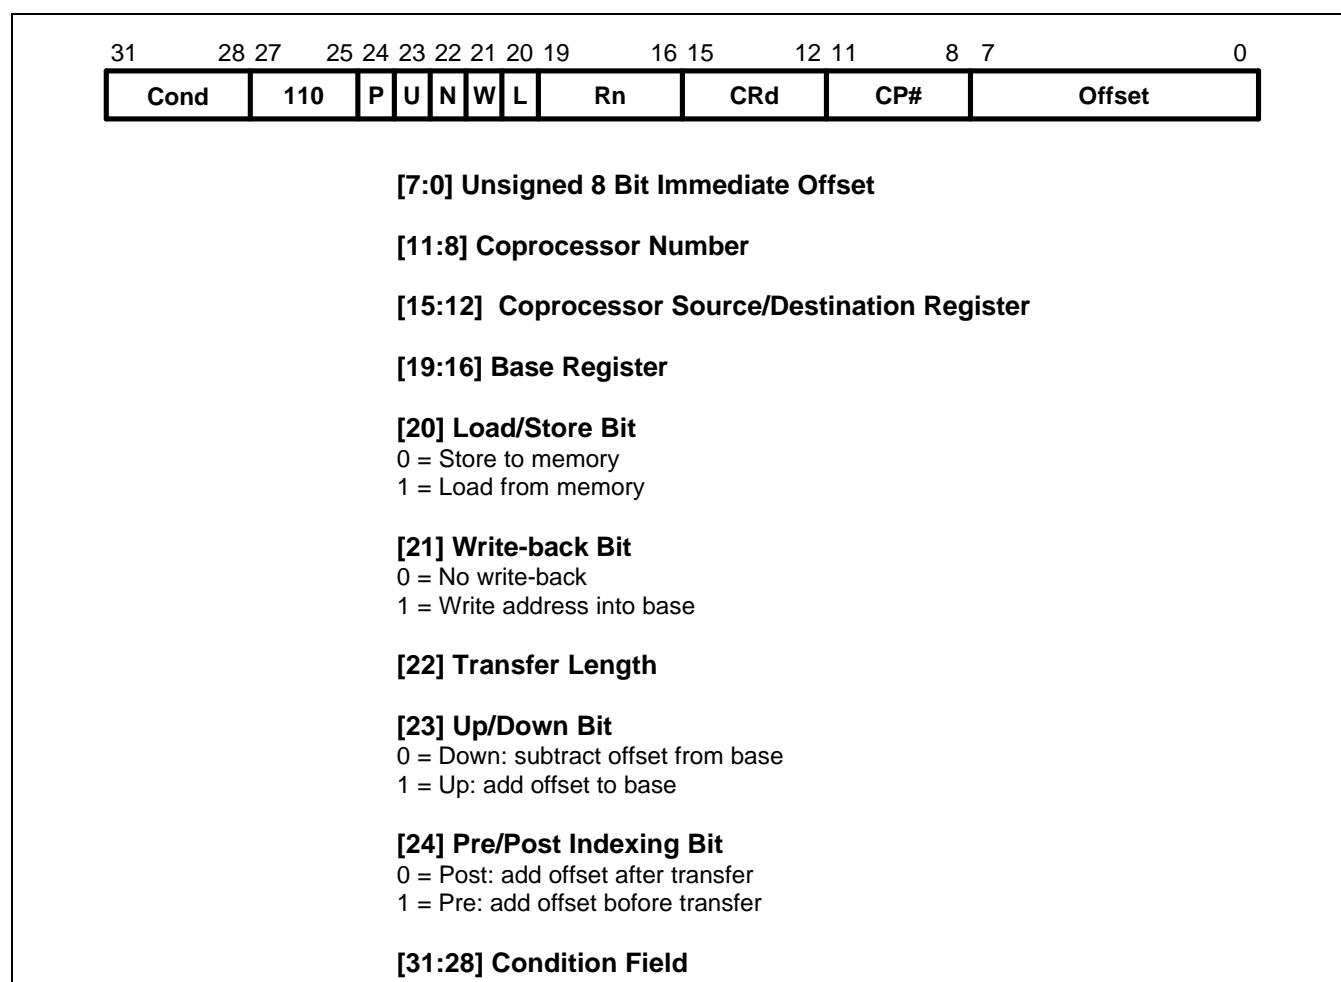 31 28 27 25 24 23 22 21 20 19 16 15 12 11 8 7 0
Cond 110 P U N W L Rn CRd CP# Offset
[7:0] Unsigned 8 Bit Immediate Offset
[11:8] Coprocessor Number
[15:12] Coprocessor Source/Destination Register
[19:16] Base Register
[20] Load/Store Bit
0 = Store to memory
1 = Load from memory
[21] Write-back Bit
0 = No write-back
1 = Write address into base
[22] Transfer Length
[23] Up/Down Bit
0 = Down: subtract offset from base
1 = Up: add offset to base
[24] Pre/Post Indexing Bit
0 = Post: add offset after transfer
1 = Pre: add offset bofore transfer
[31:28] Condition Field